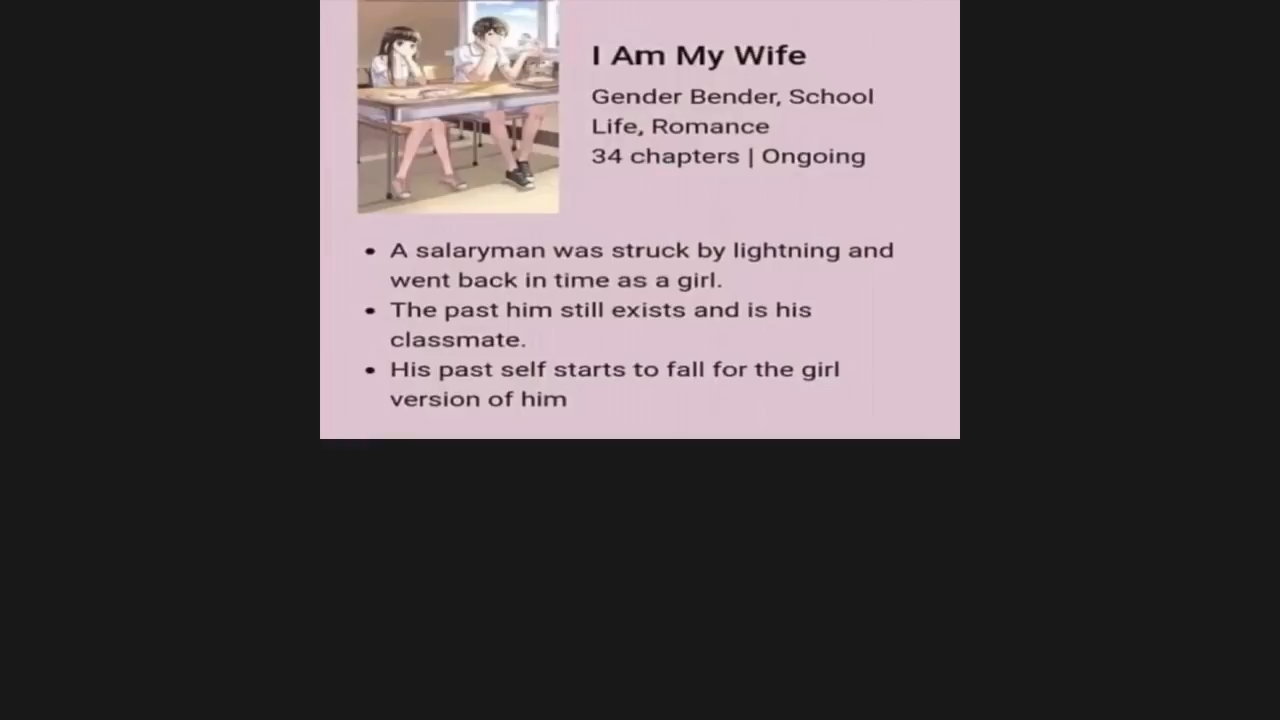 I Am My Wife
Gender Bender, School
Life, Romance
34 chapters | Ongoing
• A salaryman was struck by lightning and
went back in time as a girl.
• The past him still exists and is his
classmate.
• His past self starts to fall for the girl
version of him